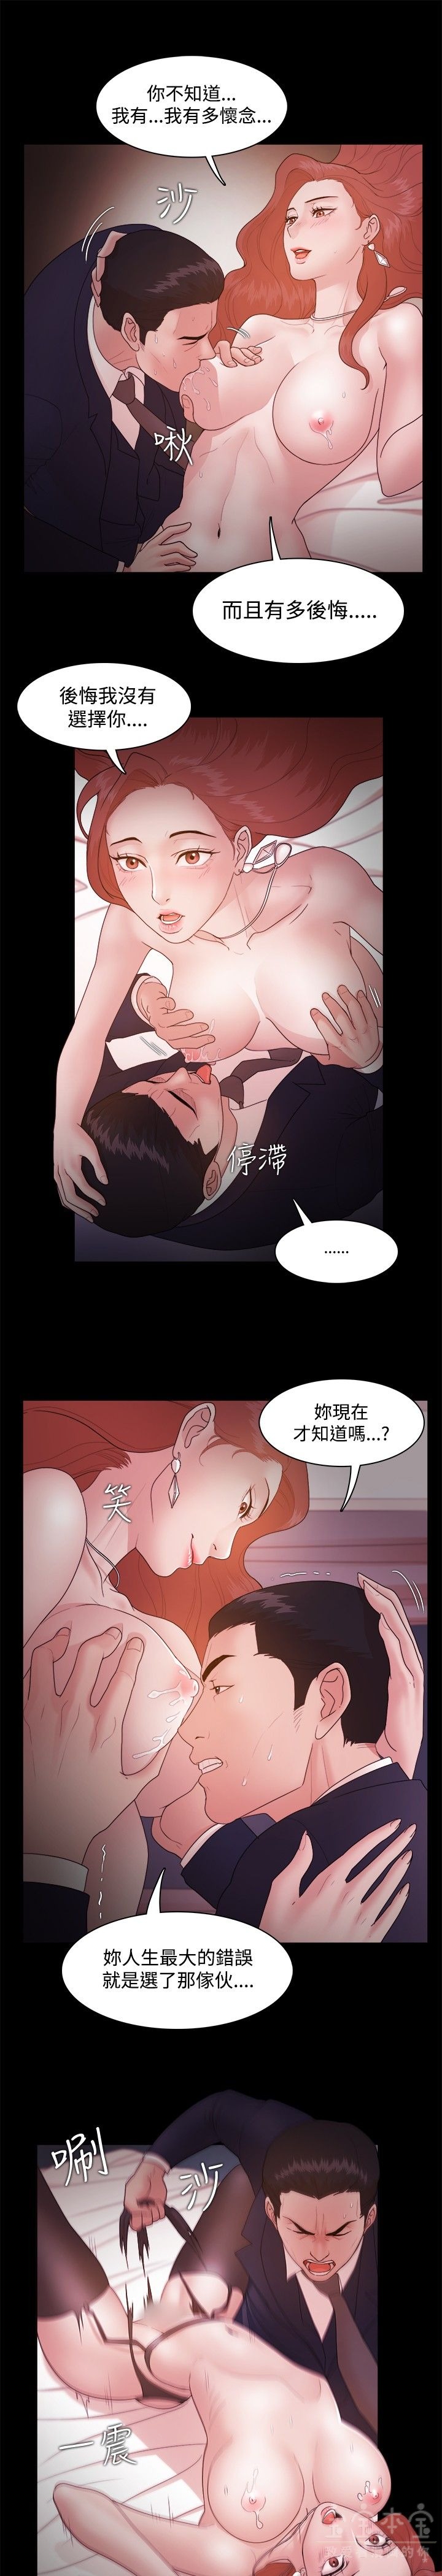 你不知道...
我有...我有多懷念...
沙
啾
而且有多後悔.....
後悔我沒有
選擇你....
停滯
......
妳現在
才知道嗎...?
笑
妳人生最大的錯誤
就是選了那傢伙....
唰
沙
一震